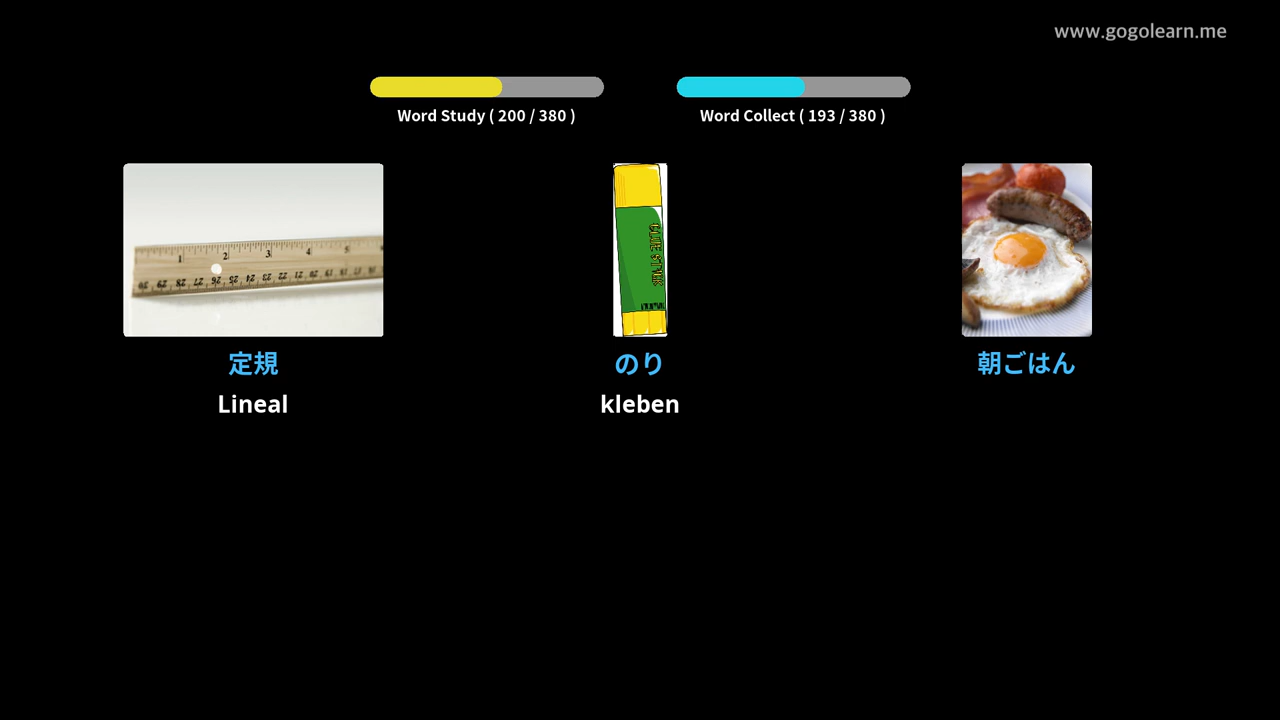 www.gogolearn.me
Word Study ( 200 / 380 )
Word Collect ( 193 / 380 )
定規
のり
朝ごはん
Lineal
kleben